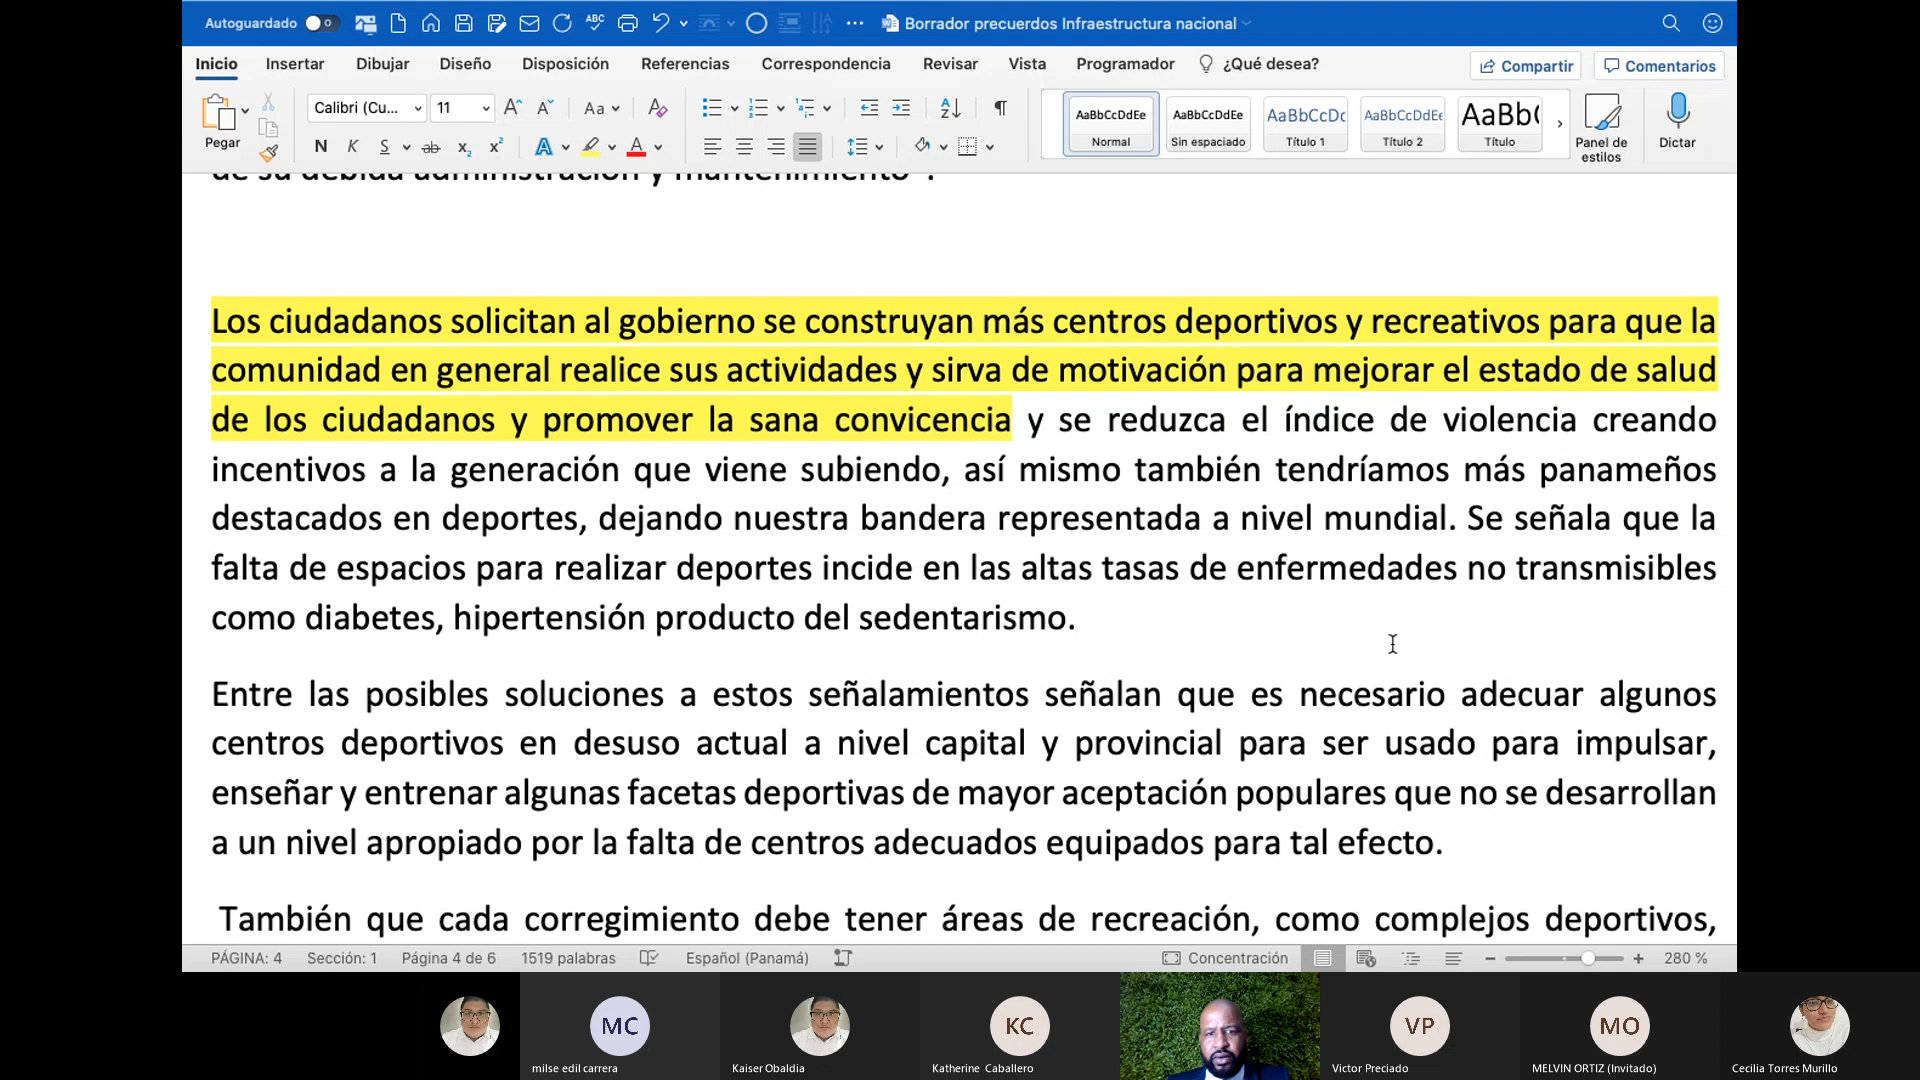 Autoguardado
Borrador precuerdos Infraestructura nacional
Inicio Insertar Dibujar Diseño Disposición Referencias Correspondencia Revisar Vista Programador ¿Qué desea? Compartir Comentarios
Pegar
Calibri (Cu... 11
AaBbCcDdEe Normal
AaBbCcDdEe Sin espaciado
AaBbCcDc Título 1
AaBbCcDdEe Título 2
AaBb( Título
Panel de estilos
Dictar
de su debida administración y mantenimiento" .
Los ciudadanos solicitan al gobierno se construyan más centros deportivos y recreativos para que la
comunidad en general realice sus actividades y sirva de motivación para mejorar el estado de salud
de los ciudadanos y promover la sana convicencia y se reduzca el índice de violencia creando
incentivos a la generación que viene subiendo, así mismo también tendríamos más panameños
destacados en deportes, dejando nuestra bandera representada a nivel mundial. Se señala que la
falta de espacios para realizar deportes incide en las altas tasas de enfermedades no transmisibles
como diabetes, hipertensión producto del sedentarismo.
Entre las posibles soluciones a estos señalamientos señalan que es necesario adecuar algunos
centros deportivos en desuso actual a nivel capital y provincial para ser usado para impulsar,
enseñar y entrenar algunas facetas deportivas de mayor aceptación populares que no se desarrollan
a un nivel apropiado por la falta de centros adecuados equipados para tal efecto.
También que cada corregimiento debe tener áreas de recreación, como complejos deportivos,
PÁGINA: 4 Sección: 1 Página 4 de 6 1519 palabras Español (Panamá) Concentración 280 %
MC KC VP MO
milse edil carrera Kaiser Obaldia Katherine Caballero Victor Preciado MELVIN ORTIZ (Invitado) Cecilia Torres Murillo